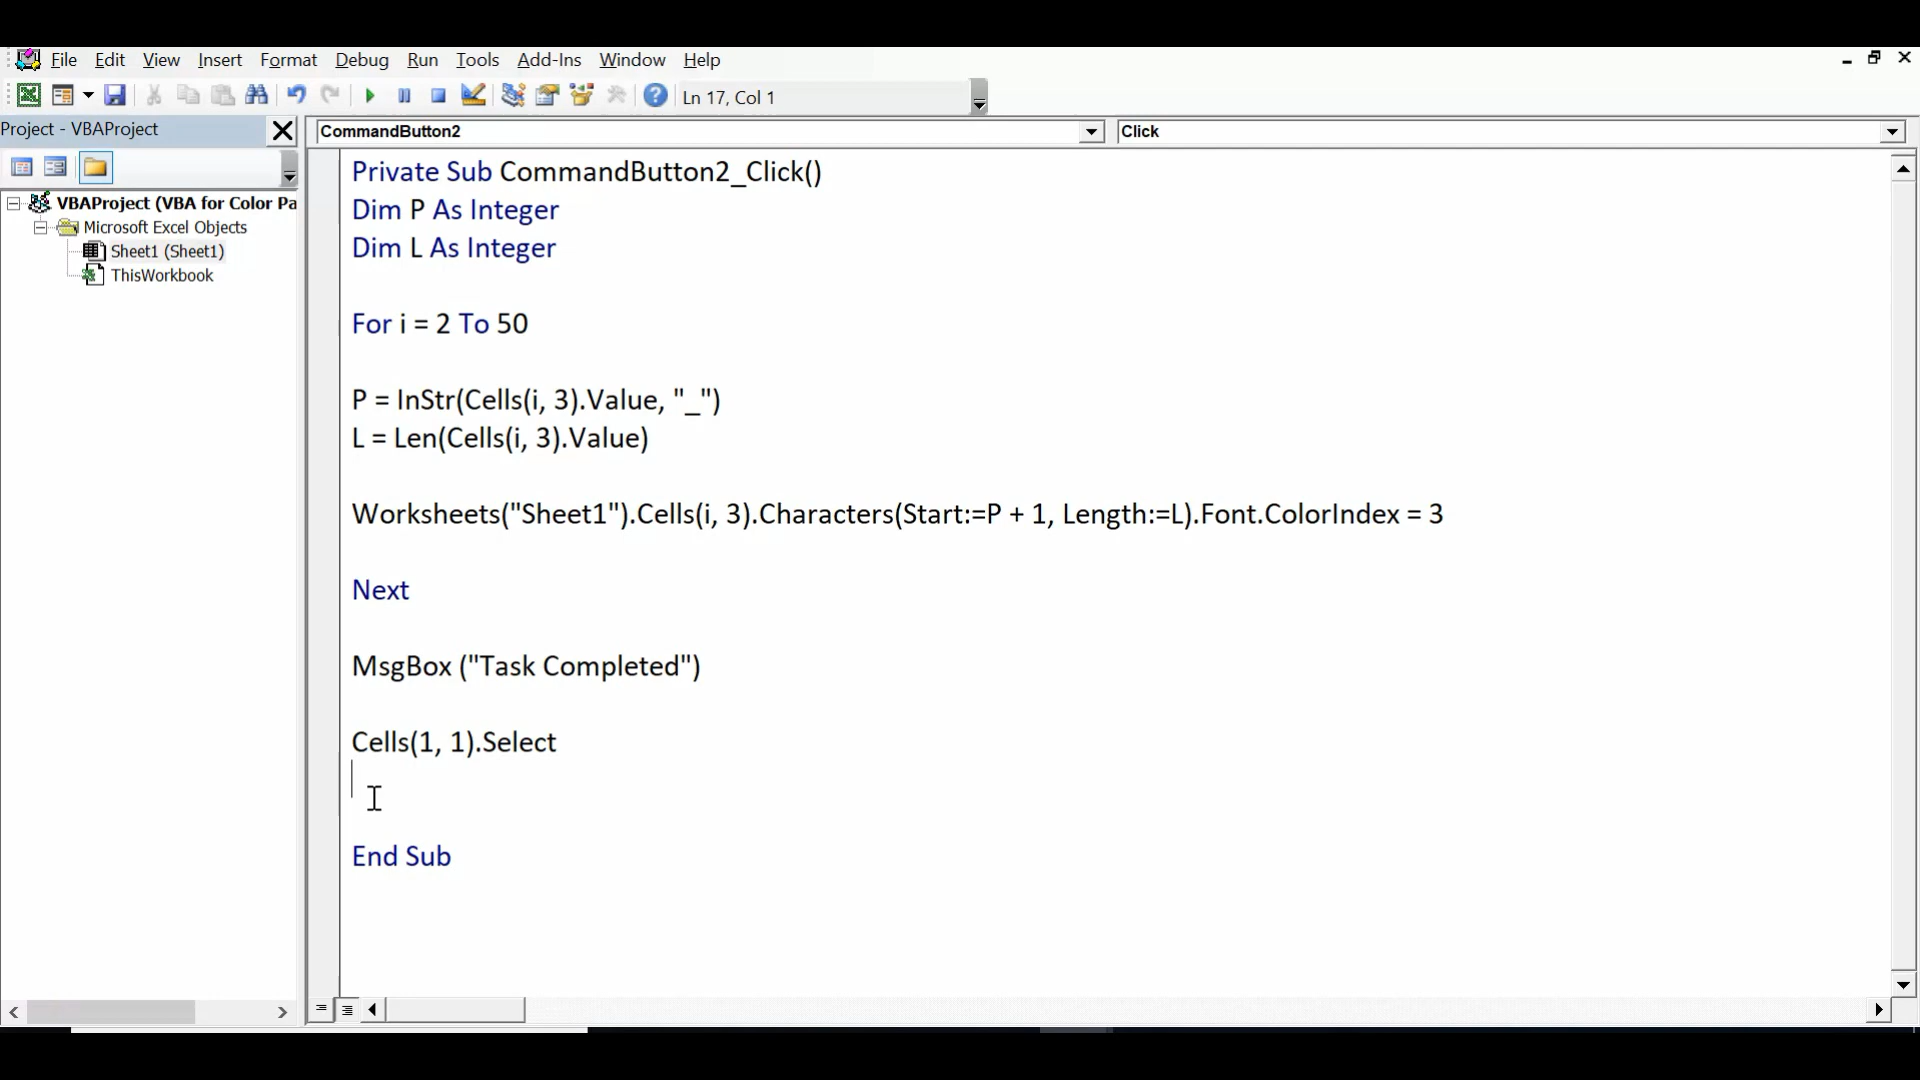 File Edit View Insert Format Debug Run Tools Add-Ins Window Help
Ln 17, Col 1
Project - VBAProject
CommandButton2
Click
VBAProject (VBA for Color Pa
Microsoft Excel Objects
Sheet1 (Sheet1)
ThisWorkbook
Private Sub CommandButton2_Click()
Dim P As Integer
Dim L As Integer
For i = 2 To 50
P = InStr(Cells(i, 3).Value, "_")
L = Len(Cells(i, 3).Value)
Worksheets("Sheet1").Cells(i, 3).Characters(Start:=P + 1, Length:=L).Font.ColorIndex = 3
Next
MsgBox ("Task Completed")
Cells(1, 1).Select
End Sub